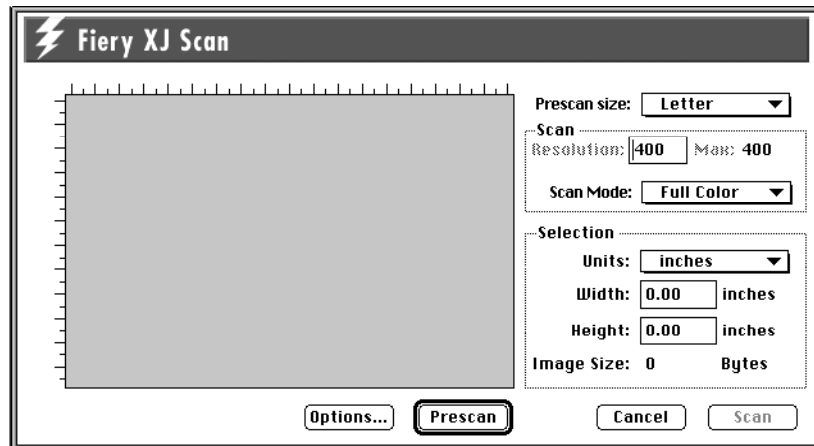 Fiery XJ Scan
Prescan size: Letter
Scan
Resolution: 400 Max: 400
Scan Mode: Full Color
Selection
Units: inches
Width: 0.00 inches
Height: 0.00 inches
Image Size: 0 Bytes
Options... Prescan Cancel Scan